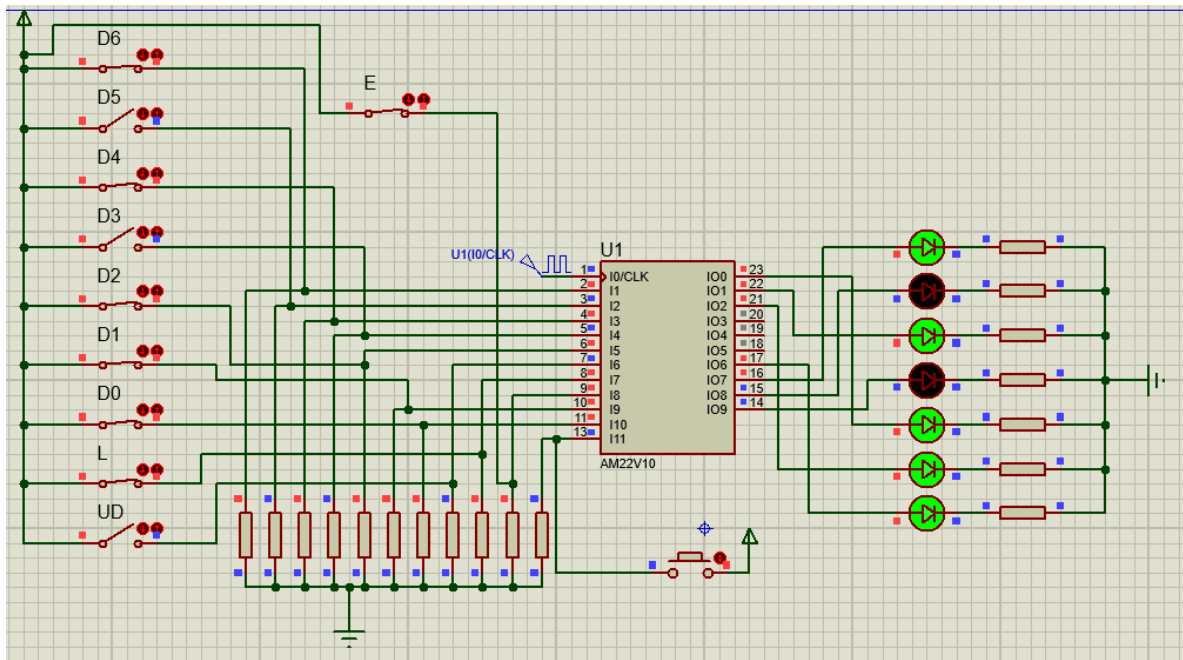 D6
E
D5
D4
D3
D2
D1
D0
L
UD
U1(I0/CLK)
U1
1 I0/CLK IO0 23
2 I1 IO1 22
3 I2 IO2 21
4 I3 IO3 20
5 I4 IO4 19
6 I5 IO5 18
7 I6 IO6 17
8 I7 IO7 16
9 I8 IO8 15
10 I9 IO9 14
11 I10
13 I11
AM22V10